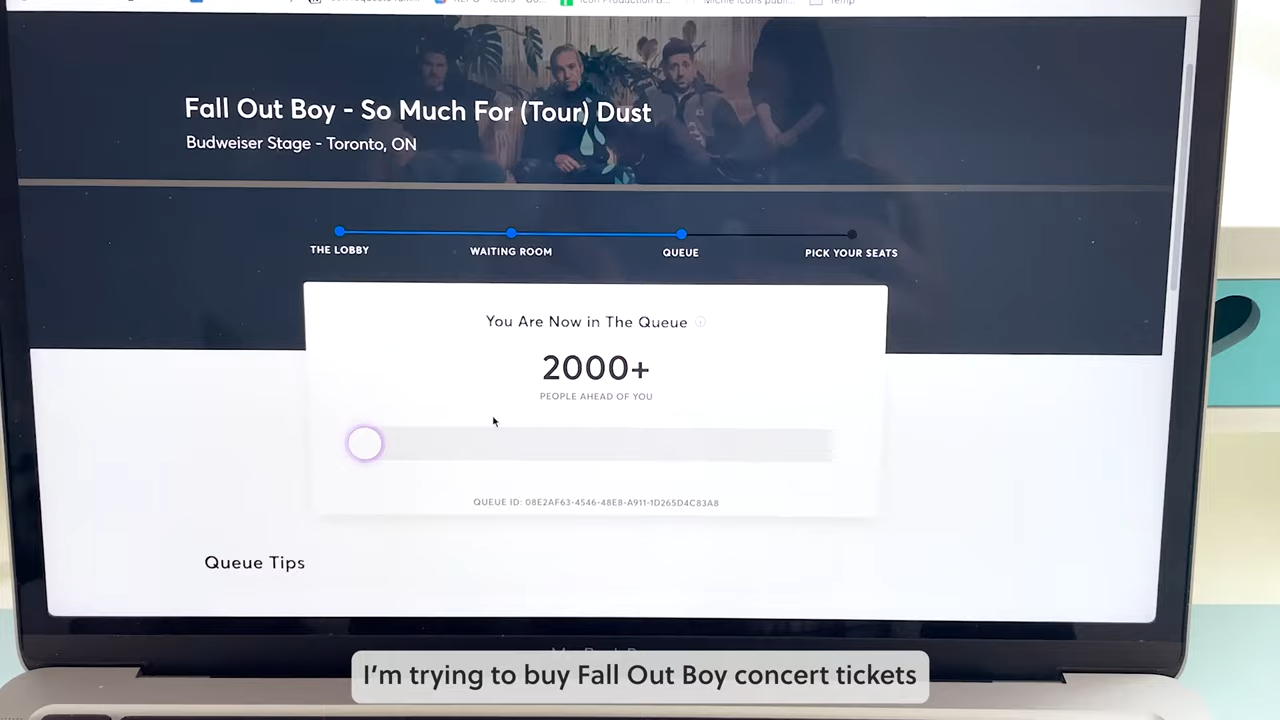 Temp
Fall Out Boy - So Much For (Tour) Dust
Budweiser Stage - Toronto, ON
THE LOBBY
WAITING ROOM
QUEUE
PICK YOUR SEATS
You Are Now in The Queue
2000+
PEOPLE AHEAD OF YOU
QUEUE ID: 08E2AF63-4546-48E8-A911-1D265D4C83A8
Queue Tips
I'm trying to buy Fall Out Boy concert tickets